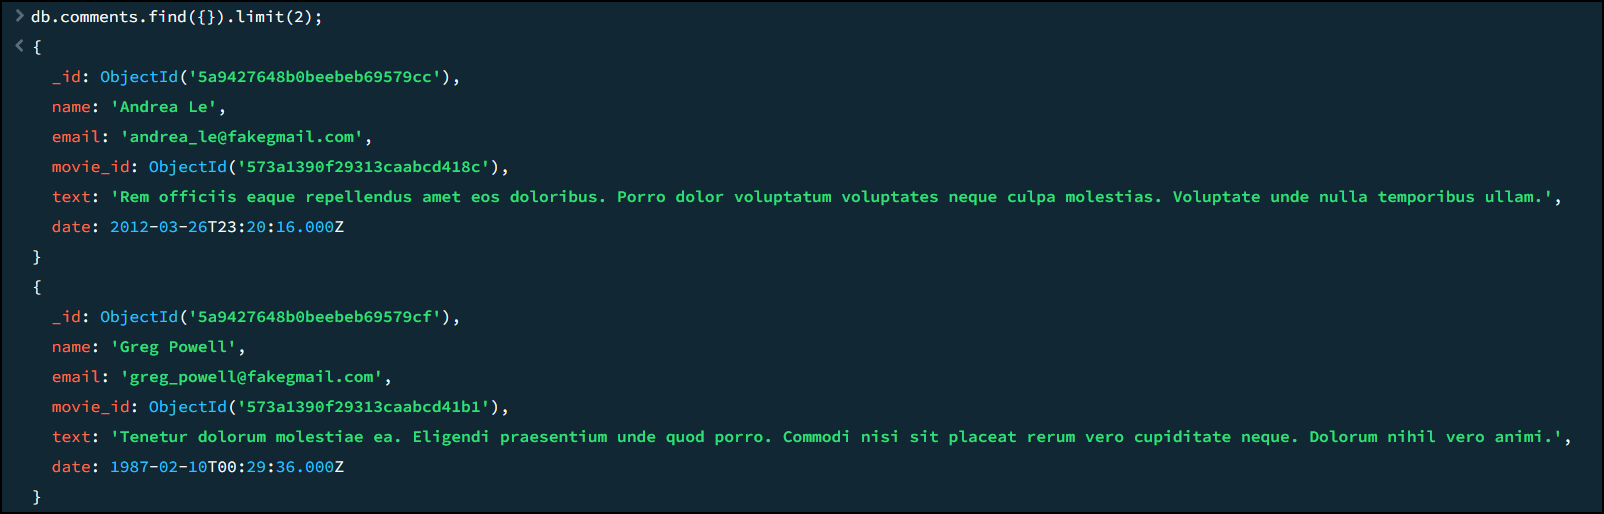 > db.comments.find({}).limit(2);
< {
_id: ObjectId('5a9427648b0beebeb69579cc'),
name: 'Andrea Le',
email: 'andrea_le@fakegmail.com',
movie_id: ObjectId('573a1390f29313caabcd418c'),
text: 'Rem officiis eaque repellendus amet eos doloribus. Porro dolor voluptatum voluptates neque culpa molestias. Voluptate unde nulla temporibus ullam.',
date: 2012-03-26T23:20:16.000Z
}
{
_id: ObjectId('5a9427648b0beebeb69579cf'),
name: 'Greg Powell',
email: 'greg_powell@fakegmail.com',
movie_id: ObjectId('573a1390f29313caabcd41b1'),
text: 'Tenetur dolorum molestiae ea. Eligendi praesentium unde quod porro. Commodi nisi sit placeat rerum vero cupiditate neque. Dolorum nihil vero animi.',
date: 1987-02-10T00:29:36.000Z
}